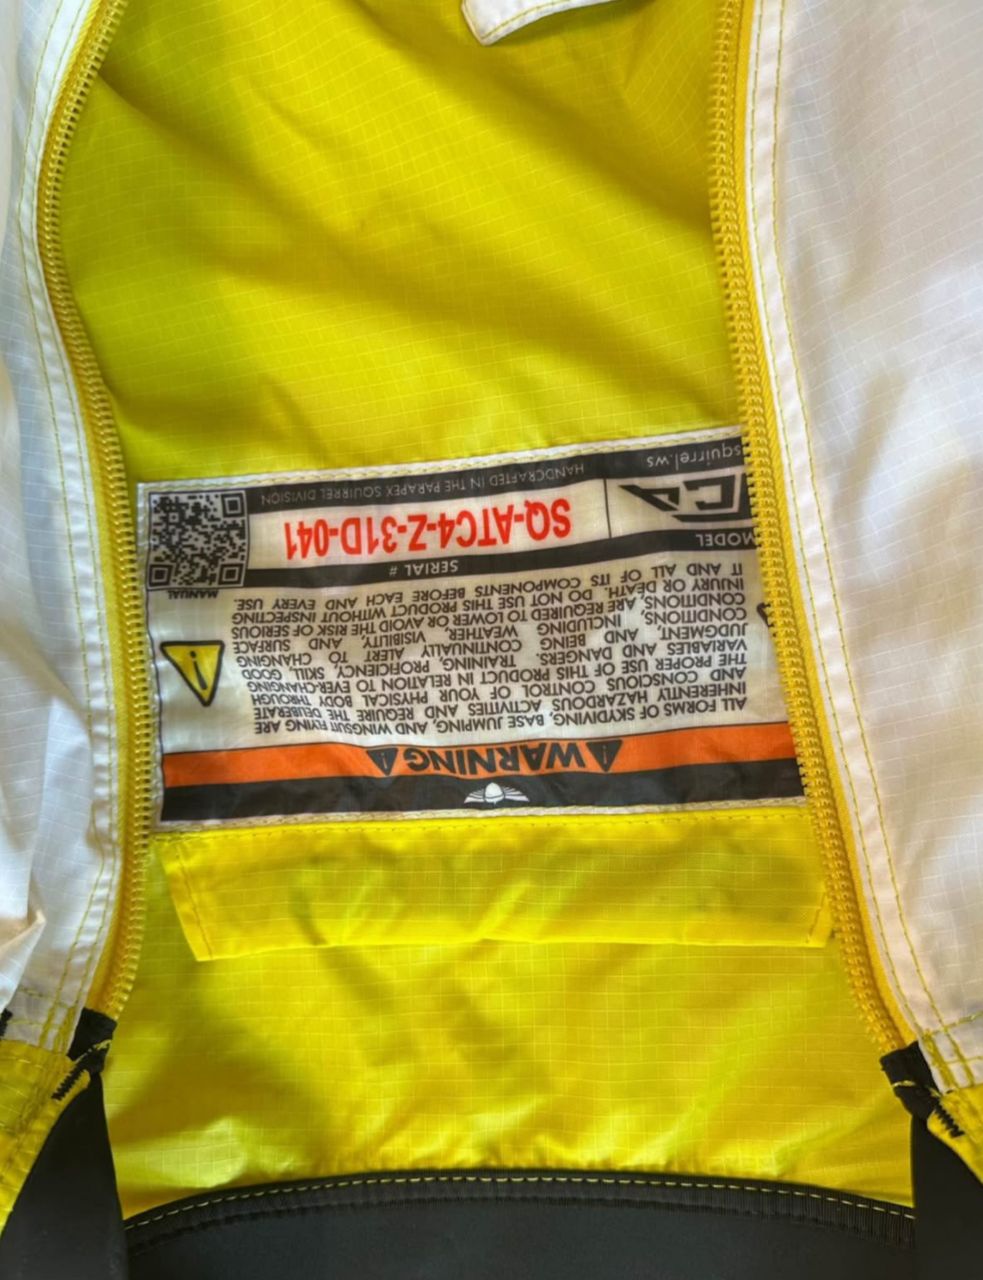 WARNING
ALL FORMS OF SKYDIVING, BASE JUMPING, AND WINGSUIT FLYING ARE
INHERENTLY HAZARDOUS ACTIVITIES AND REQUIRE THE DELIBERATE
AND CONSCIOUS CONTROL OF YOUR PHYSICAL BODY THROUGH
THE PROPER USE OF THIS PRODUCT IN RELATION TO EVER-CHANGING
VARIABLES AND DANGERS. TRAINING, PROFICIENCY, SKILL, GOOD
JUDGMENT, AND BEING CONTINUALLY ALERT TO CHANGING
CONDITIONS, INCLUDING WEATHER, VISIBILITY, AND SURFACE
CONDITIONS, ARE REQUIRED TO LOWER OR AVOID THE RISK OF SERIOUS
INJURY OR DEATH. DO NOT USE THIS PRODUCT WITHOUT INSPECTING
IT AND ALL OF ITS COMPONENTS BEFORE EACH AND EVERY USE.
MODEL
SERIAL #
MANUAL
SQ-ATC4-Z-31D-041
squirrel.ws
HANDCRAFTED IN THE PARAPEX SQUIRREL DIVISION